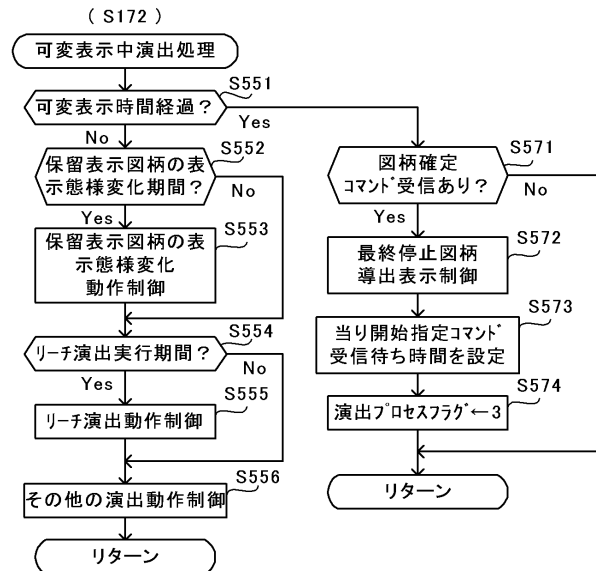 ( S172 )
可変表示中演出処理
S551
可変表示時間経過?
Yes
No
S552
保留表示図柄の表
示態様変化期間?
No
Yes
S553
保留表示図柄の表
示態様変化
動作制御
S554
リーチ演出実行期間?
No
Yes
S555
リーチ演出動作制御
S556
その他の演出動作制御
リターン
S571
図柄確定
コマンド受信あり?
No
Yes
S572
最終停止図柄
導出表示制御
S573
当り開始指定コマンド
受信待ち時間を設定
S574
演出プロセスフラグ←3
リターン